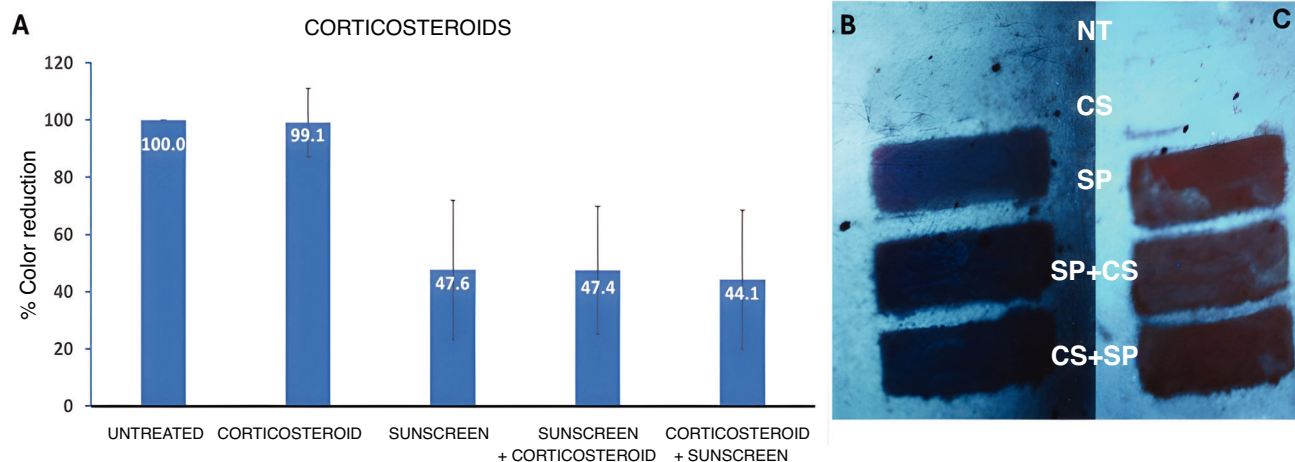 A
CORTICOSTEROIDS
% Color reduction
120
100
80
60
40
20
0
100.0
99.1
47.6
47.4
44.1
UNTREATED
CORTICOSTEROID
SUNSCREEN
SUNSCREEN
+ CORTICOSTEROID
CORTICOSTEROID
+ SUNSCREEN
B
C
NT
CS
SP
SP+CS
CS+SP